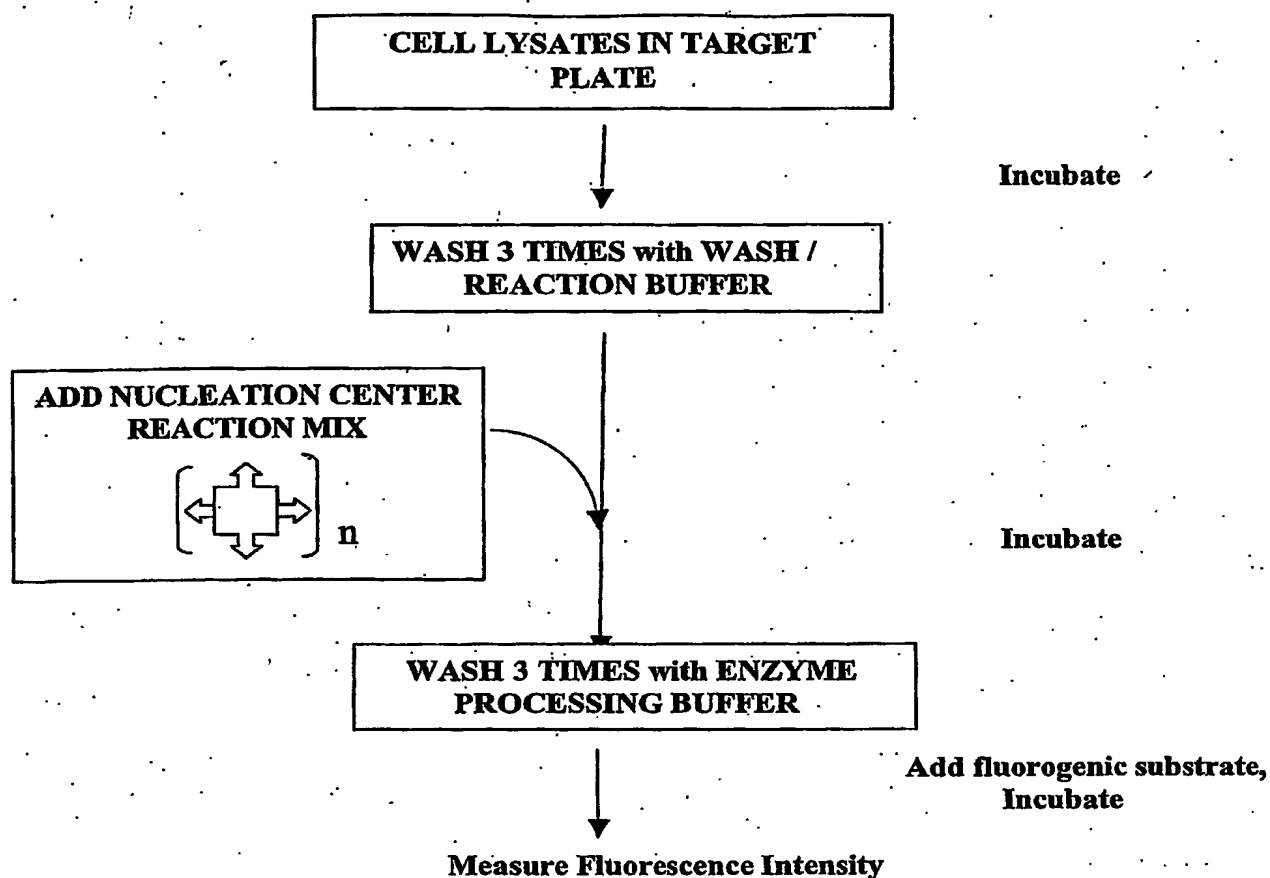 CELL LYSATES IN TARGET
PLATE
Incubate
WASH 3 TIMES with WASH /
REACTION BUFFER
ADD NUCLEATION CENTER
REACTION MIX
n
Incubate
WASH 3 TIMES with ENZYME
PROCESSING BUFFER
Add fluorogenic substrate,
Incubate
Measure Fluorescence Intensity